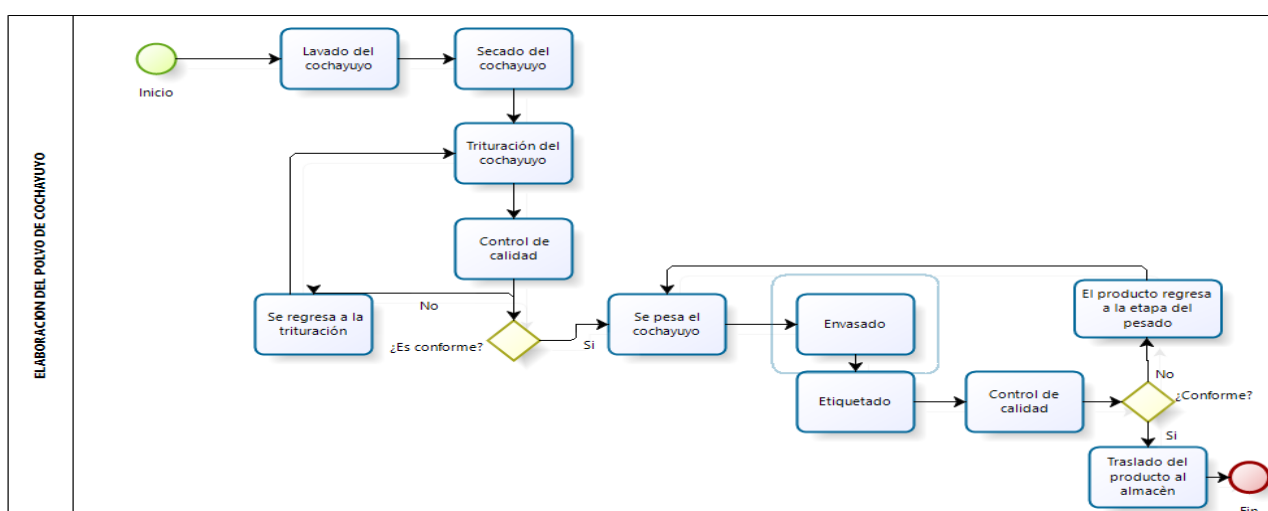 ELABORACION DEL POLVO DE COCHAYUYO
Inicio
Lavado del
cochayuyo
Secado del
cochayuyo
Trituración del
cochayuyo
Control de
calidad
Se regresa a la
trituración
No
¿Es conforme?
Si
Se pesa el
cochayuyo
Envasado
Etiquetado
Control de
calidad
El producto regresa
a la etapa del
pesado
No
¿Conforme?
Si
Traslado del
producto al
almacèn
Fin